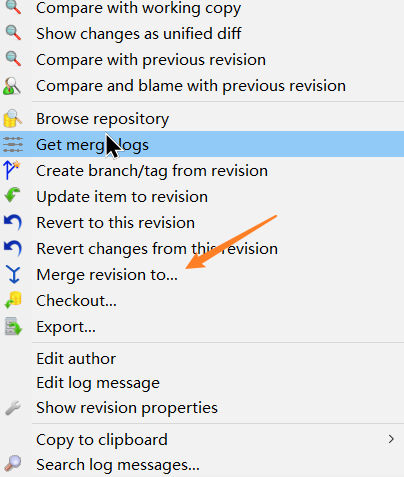 Compare with working copy
Show changes as unified diff
Compare with previous revision
Compare and blame with previous revision
Browse repository
Get merge logs
Create branch/tag from revision
Update item to revision
Revert to this revision
Revert changes from this revision
Merge revision to...
Checkout...
Export...
Edit author
Edit log message
Show revision properties
Copy to clipboard
Search log messages...